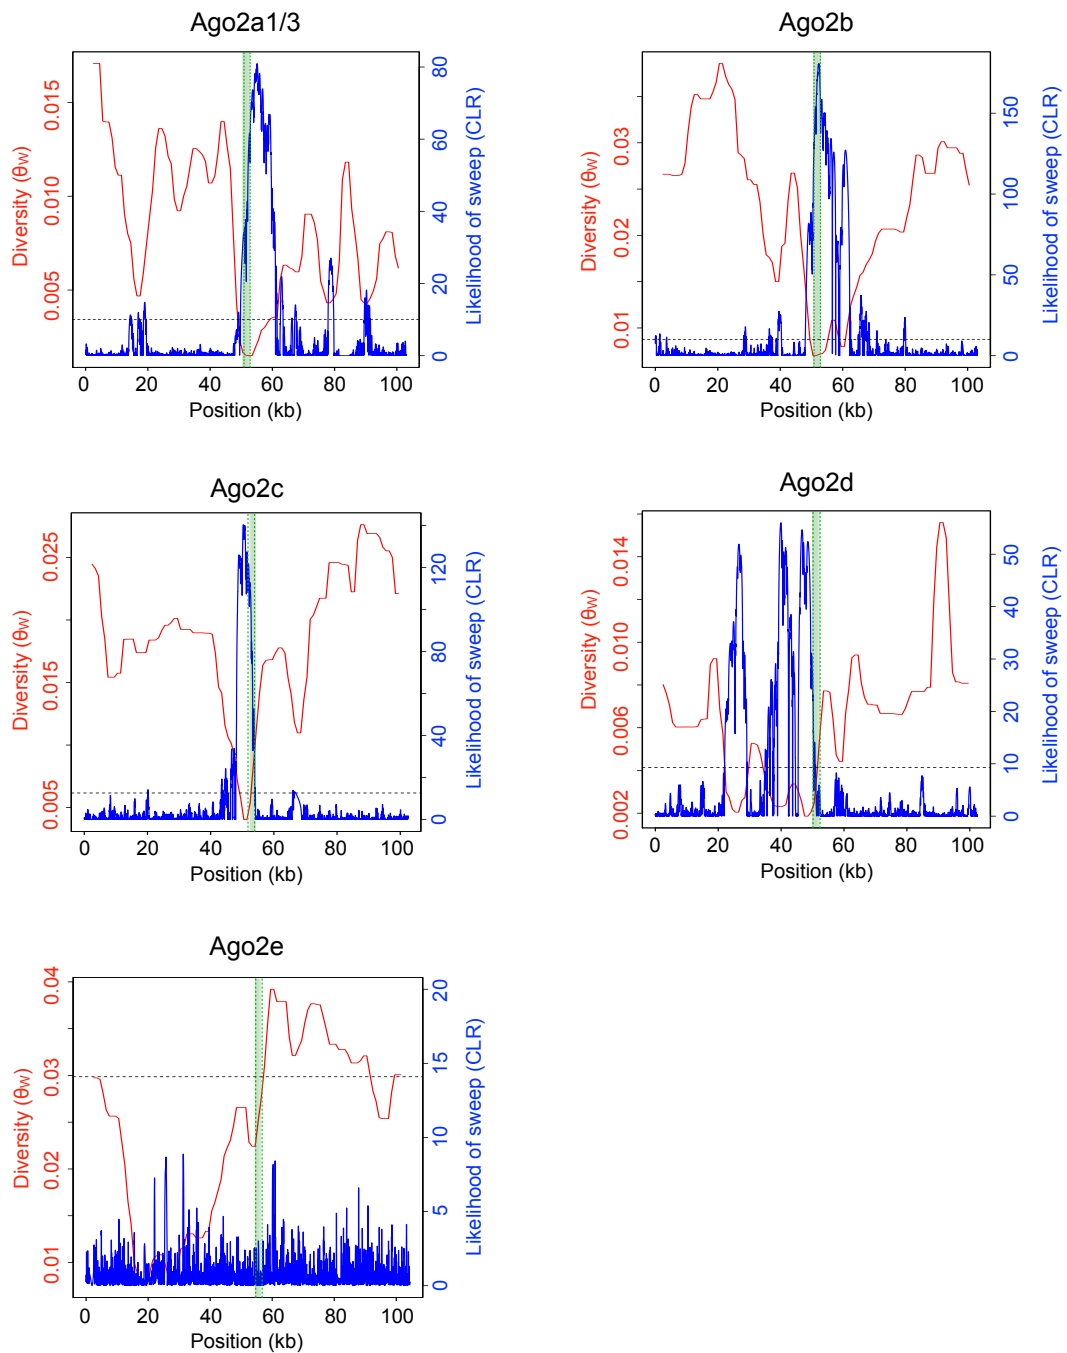 Ago2a1/3
Diversity (θw)
0.005 0.010 0.015
Likelihood of sweep (CLR)
0 20 40 60 80
0 20 40 60 80 100
Position (kb)
Ago2b
Diversity (θw)
0.01 0.02 0.03
Likelihood of sweep (CLR)
0 50 100 150
0 20 40 60 80 100
Position (kb)
Ago2c
Diversity (θw)
0.005 0.015 0.025
Likelihood of sweep (CLR)
0 40 80 120
0 20 40 60 80 100
Position (kb)
Ago2d
Diversity (θw)
0.002 0.006 0.010 0.014
Likelihood of sweep (CLR)
0 10 20 30 40 50
0 20 40 60 80 100
Position (kb)
Ago2e
Diversity (θw)
0.01 0.02 0.03 0.04
Likelihood of sweep (CLR)
0 5 10 15 20
0 20 40 60 80 100
Position (kb)